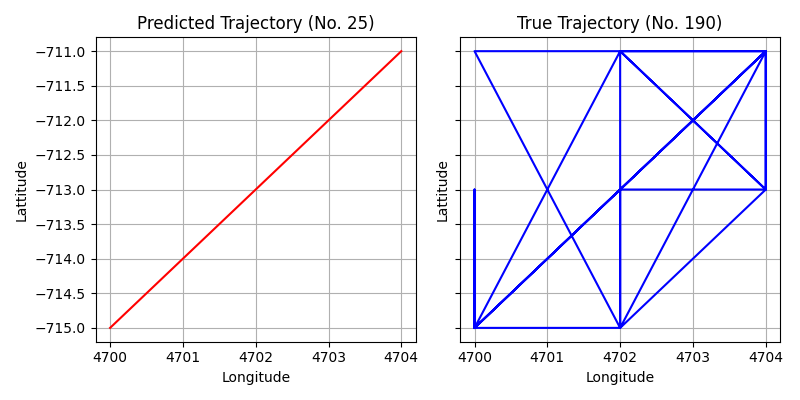 Predicted Trajectory (No. 25)
Lattitude
−711.0
−711.5
−712.0
−712.5
−713.0
−713.5
−714.0
−714.5
−715.0
4700 4701 4702 4703 4704
Longitude
True Trajectory (No. 190)
Lattitude
4700 4701 4702 4703 4704
Longitude